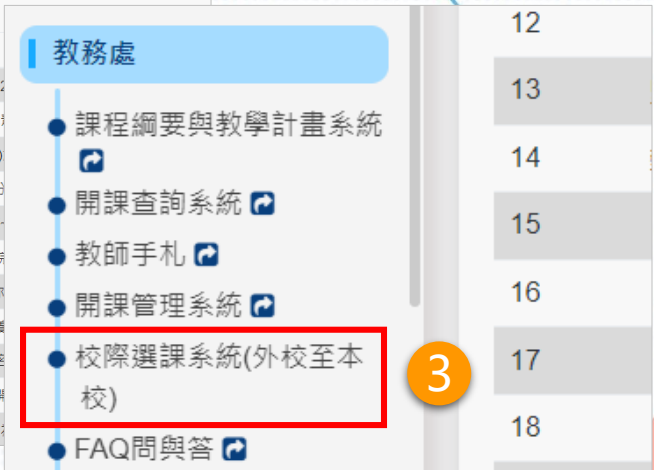 教務處
課程綱要與教學計畫系統
開課查詢系統
教師手札
開課管理系統
校際選課系統(外校至本
校)
FAQ問與答
3
12
13
14
15
16
17
18